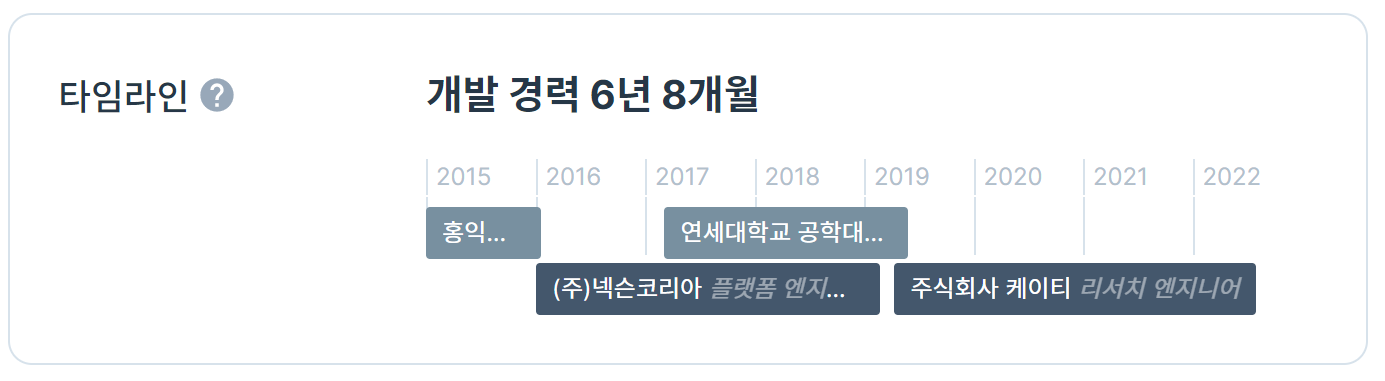 타임라인 ?
개발 경력 6년 8개월
2015 2016 2017 2018 2019 2020 2021 2022
홍익... 연세대학교 공학대...
(주)넥슨코리아 플랫폼 엔지... 주식회사 케이티 리서치 엔지니어